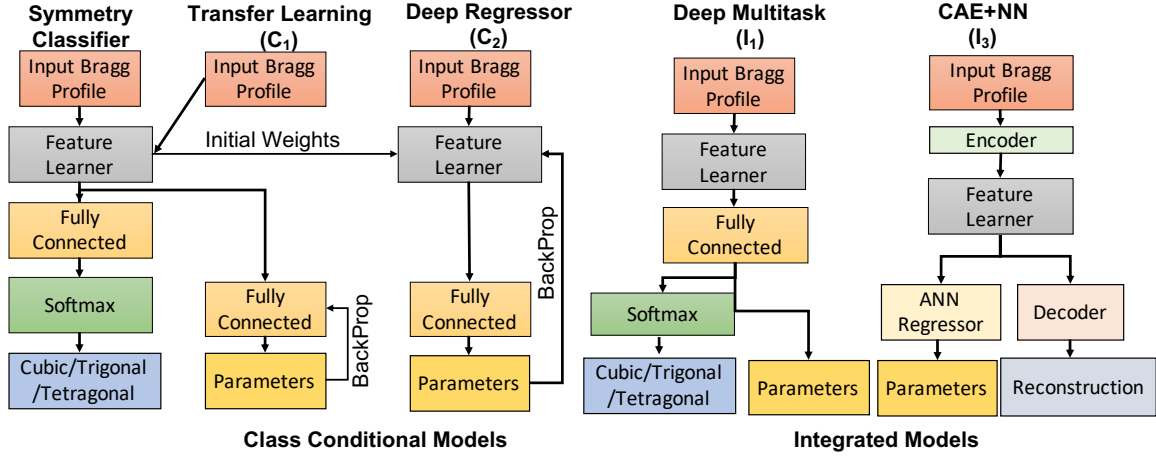 Symmetry
Classifier
Input Bragg
Profile
Feature
Learner
Fully
Connected
Softmax
Cubic/Trigonal
/Tetragonal
Transfer Learning
(C₁)
Input Bragg
Profile
Initial Weights
Fully
Connected
Parameters
BackProp
Deep Regressor
(C₂)
Input Bragg
Profile
Feature
Learner
Fully
Connected
Parameters
BackProp
Class Conditional Models
Deep Multitask
(I₁)
Input Bragg
Profile
Feature
Learner
Fully
Connected
Softmax
Cubic/Trigonal
/Tetragonal
Parameters
CAE+NN
(I₃)
Input Bragg
Profile
Encoder
Feature
Learner
ANN
Regressor
Parameters
Decoder
Reconstruction
Integrated Models